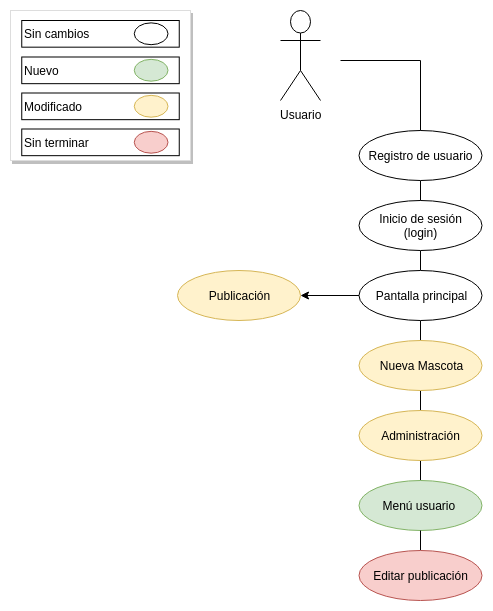 Sin cambios
Nuevo
Modificado
Sin terminar
Usuario
Registro de usuario
Inicio de sesión
(login)
Publicación
Pantalla principal
Nueva Mascota
Administración
Menú usuario
Editar publicación